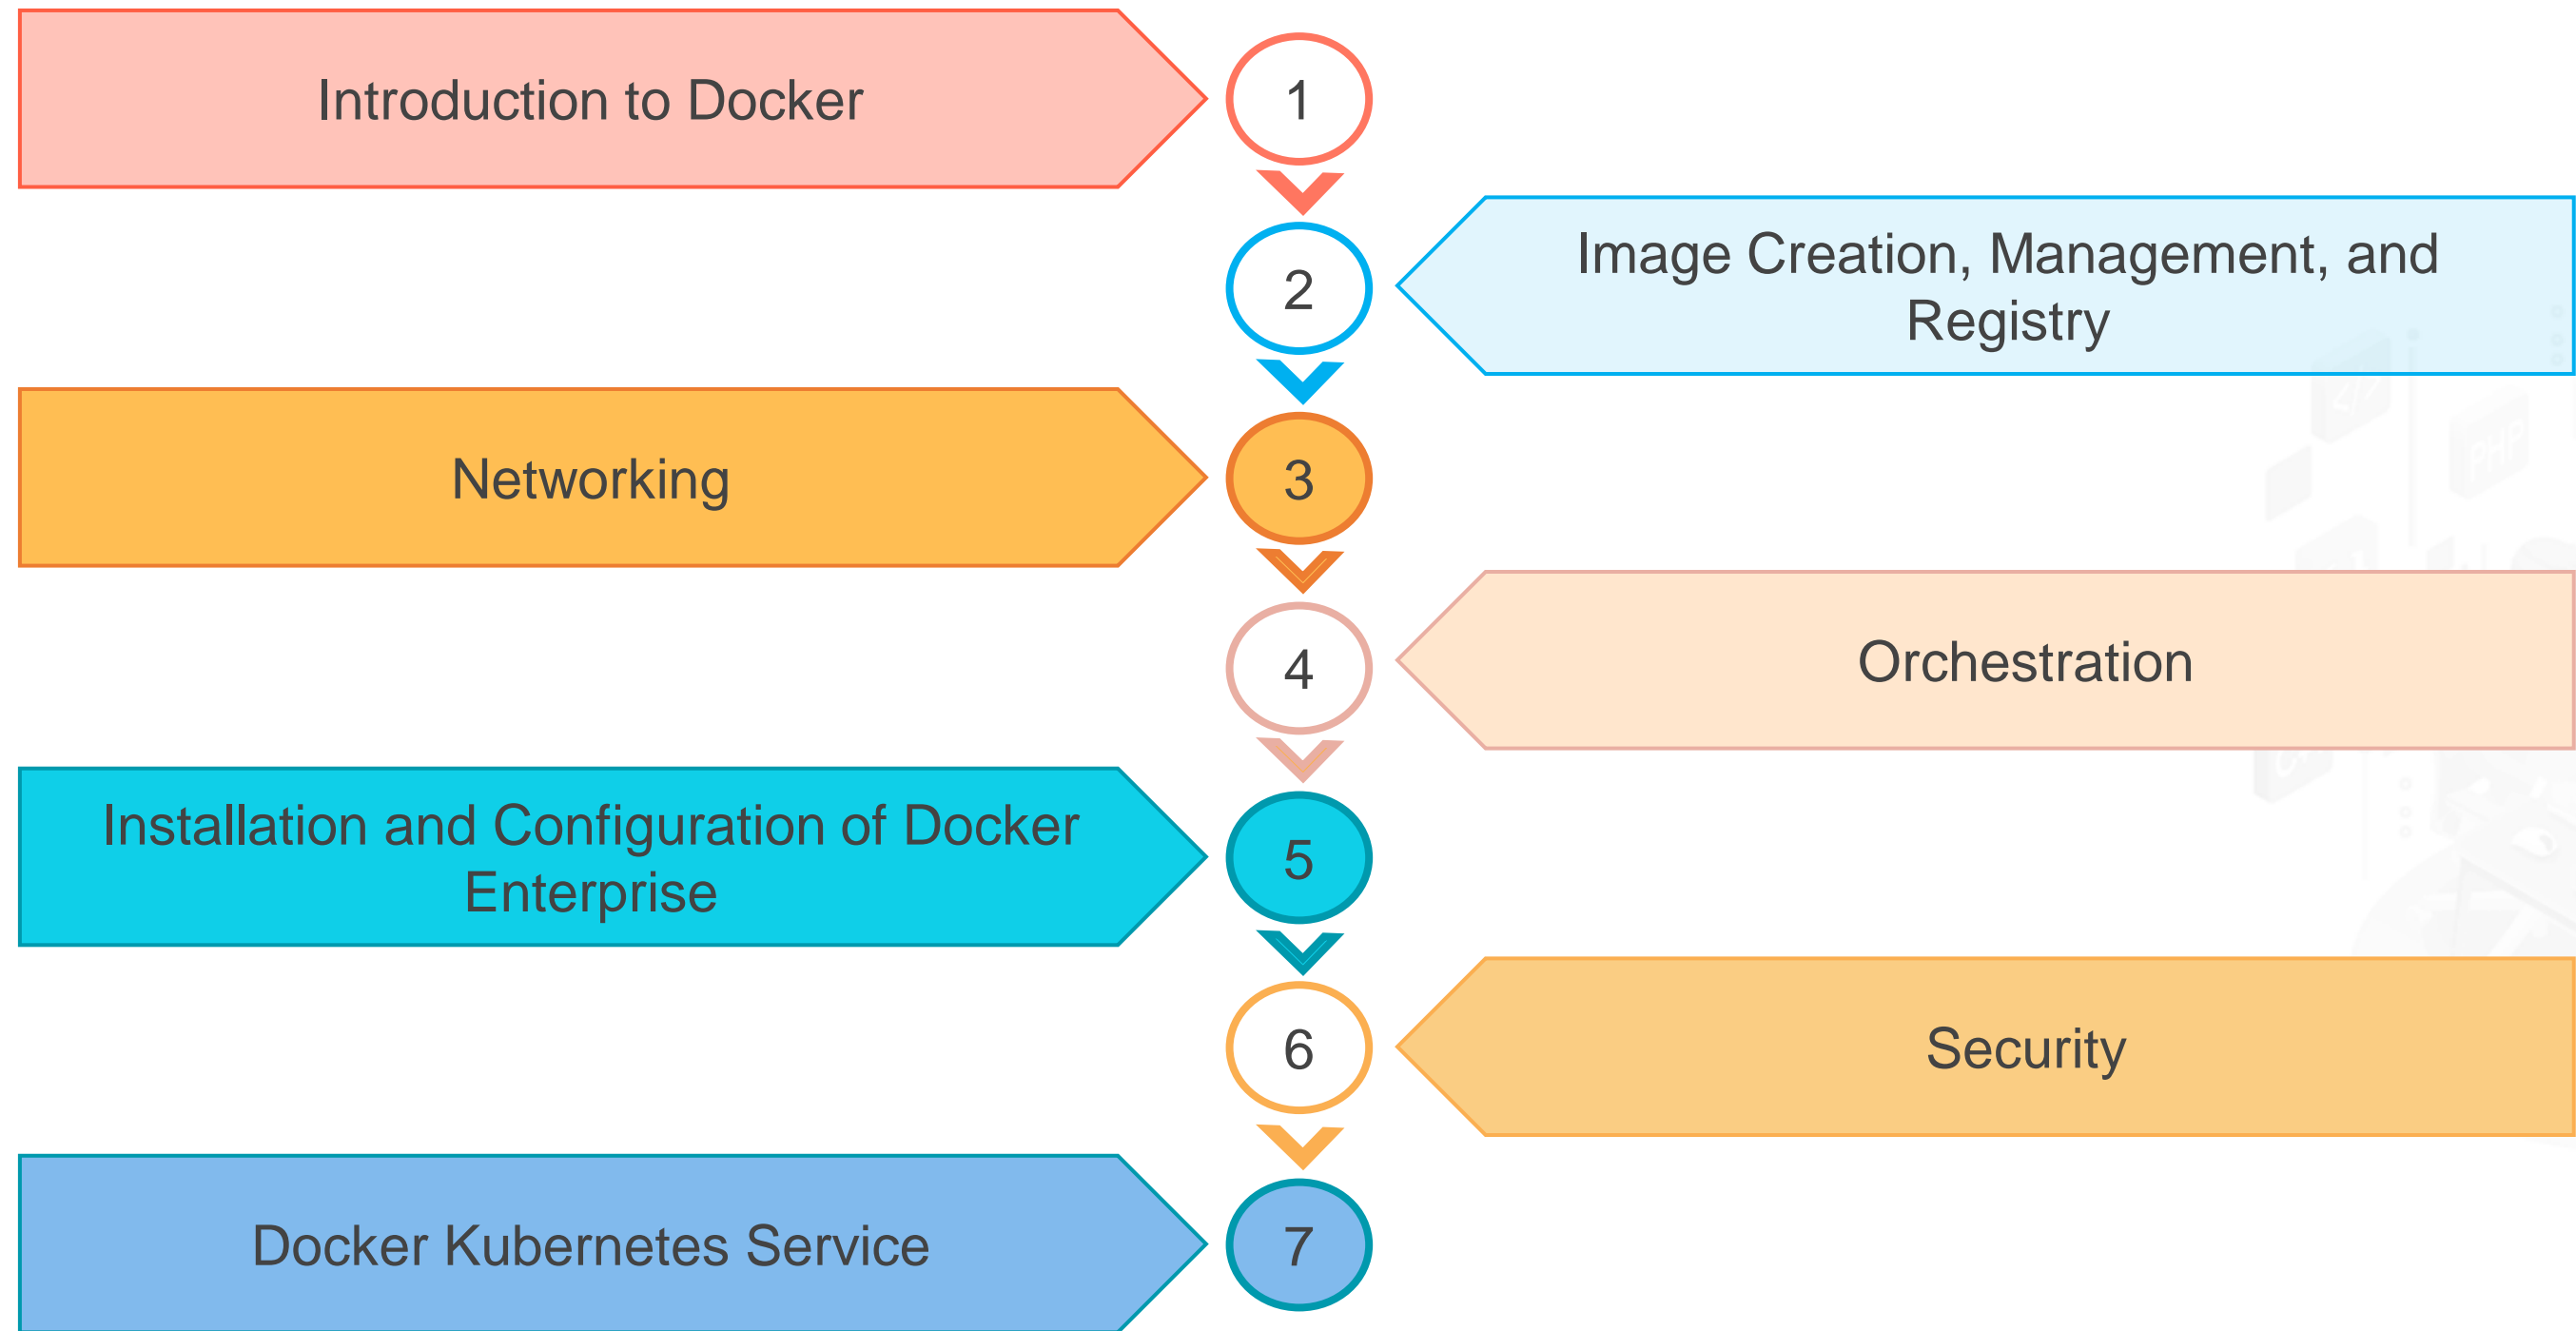 Introduction to Docker
1
2
Image Creation, Management, and
Registry
Networking
3
4
Orchestration
Installation and Configuration of Docker
Enterprise
5
6
Security
Docker Kubernetes Service
7
PHP